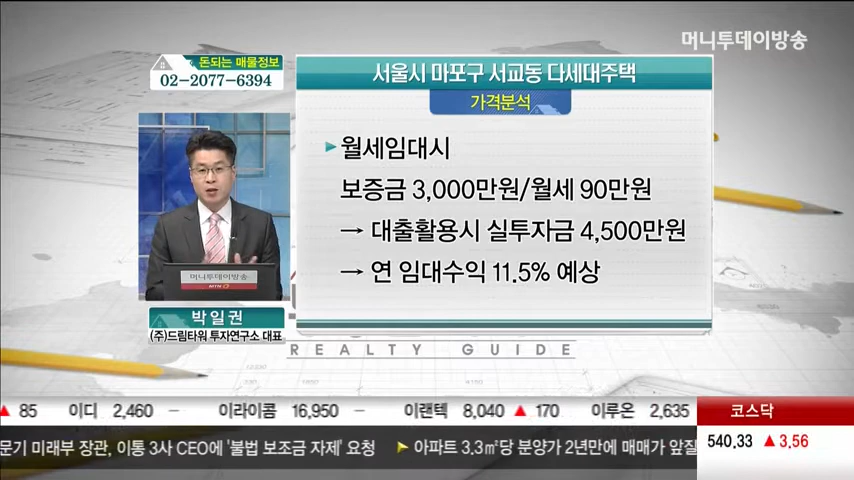 머니투데이방송
돈되는 매물정보
02-2077-6394
서울시 마포구 서교동 다세대주택
가격분석
▶월세임대시
보증금 3,000만원/월세 90만원
→ 대출활용시 실투자금 4,500만원
→ 연 임대수익 11.5% 예상
머니투데이방송
MTN
박일권
(주)드림타워 투자연구소 대표
REALTY GUIDE
▲ 85 이디 2,460 － 이라이콤 16,950 － 이랜텍 8,040 ▲ 170 이루온 2,635
코스닥
540.33 ▲ 3.56
문기 미래부 장관, 이통 3사 CEO에 '불법 보조금 자제' 요청 ▶ 아파트 3.3㎡당 분양가 2년만에 매매가 앞질